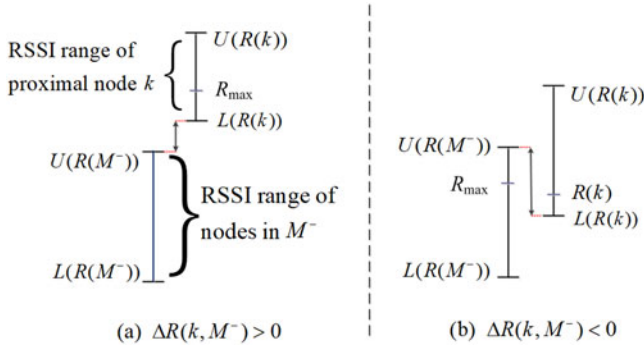 RSSI range of
proximal node k
U(R(k))
R_max
L(R(k))
U(R(M⁻))
RSSI range of
nodes in M⁻
L(R(M⁻))
(a) ΔR(k, M⁻) > 0
U(R(k))
U(R(M⁻))
R_max
R(k)
L(R(k))
L(R(M⁻))
(b) ΔR(k, M⁻) < 0